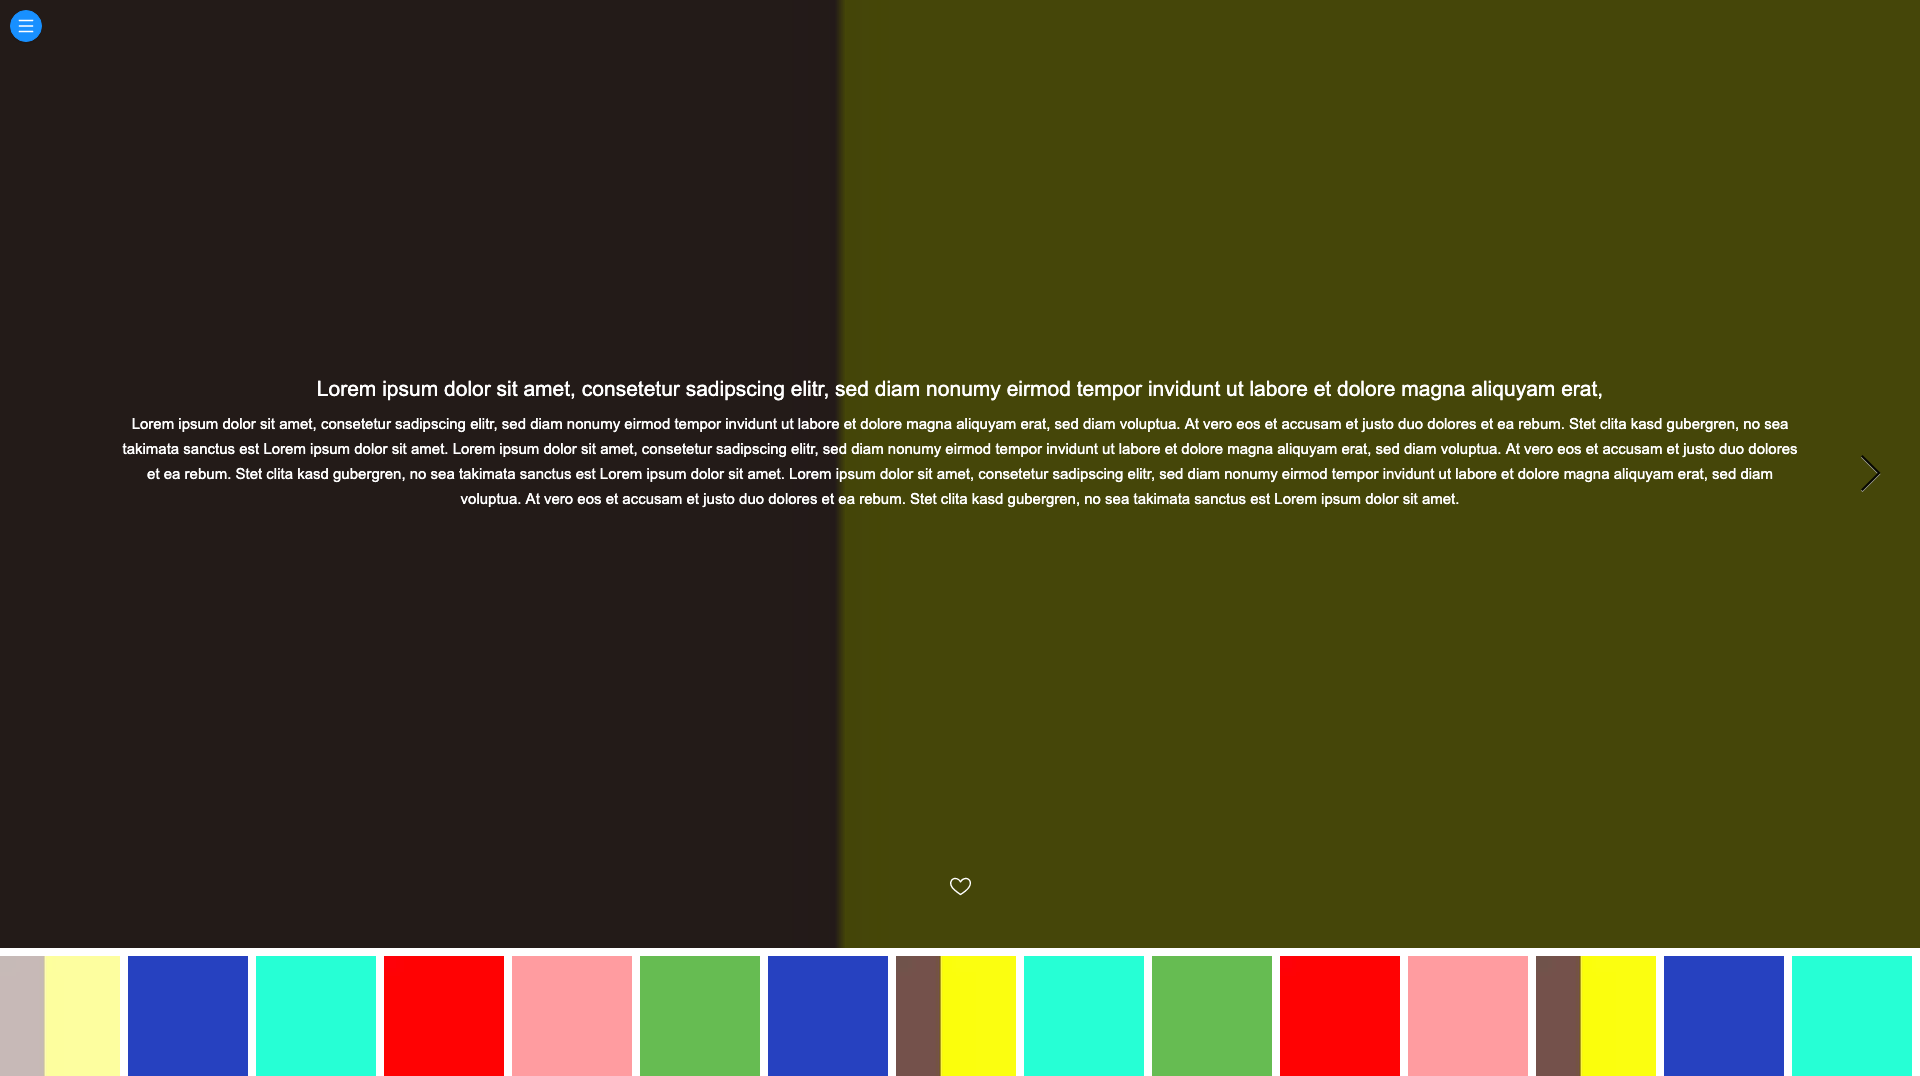 Lorem ipsum dolor sit amet, consetetur sadipscing elitr, sed diam nonumy eirmod tempor invidunt ut labore et dolore magna aliquyam erat,
Lorem ipsum dolor sit amet, consetetur sadipscing elitr, sed diam nonumy eirmod tempor invidunt ut labore et dolore magna aliquyam erat, sed diam voluptua. At vero eos et accusam et justo duo dolores et ea rebum. Stet clita kasd gubergren, no sea
takimata sanctus est Lorem ipsum dolor sit amet. Lorem ipsum dolor sit amet, consetetur sadipscing elitr, sed diam nonumy eirmod tempor invidunt ut labore et dolore magna aliquyam erat, sed diam voluptua. At vero eos et accusam et justo duo dolores
et ea rebum. Stet clita kasd gubergren, no sea takimata sanctus est Lorem ipsum dolor sit amet. Lorem ipsum dolor sit amet, consetetur sadipscing elitr, sed diam nonumy eirmod tempor invidunt ut labore et dolore magna aliquyam erat, sed diam
voluptua. At vero eos et accusam et justo duo dolores et ea rebum. Stet clita kasd gubergren, no sea takimata sanctus est Lorem ipsum dolor sit amet.